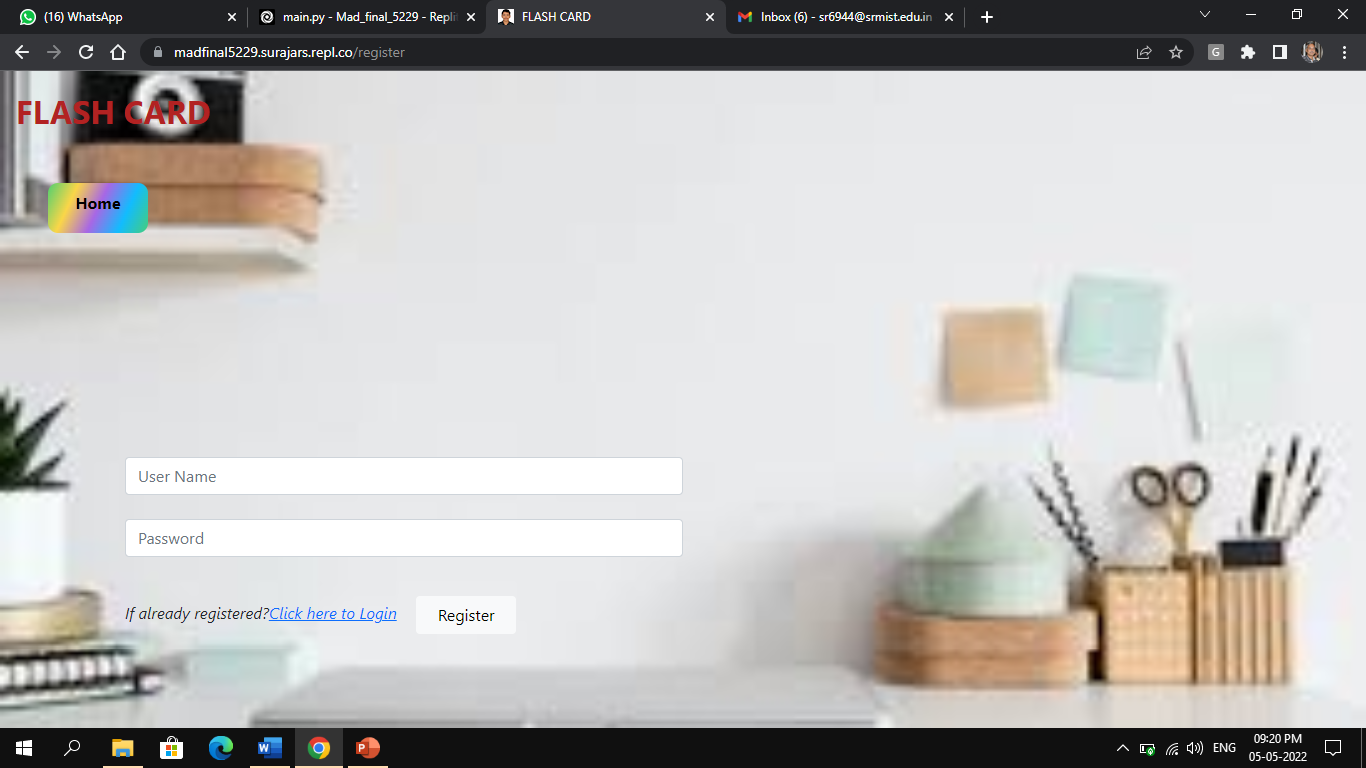 (16) WhatsApp
main.py - Mad_final_5229 - Repli
FLASH CARD
Inbox (6) - sr6944@srmist.edu.in
madfinal5229.surajars.repl.co/register
G
FLASH CARD
Home
User Name
Password
If already registered?Click here to Login
Register
W
P
ENG
09:20 PM
05-05-2022